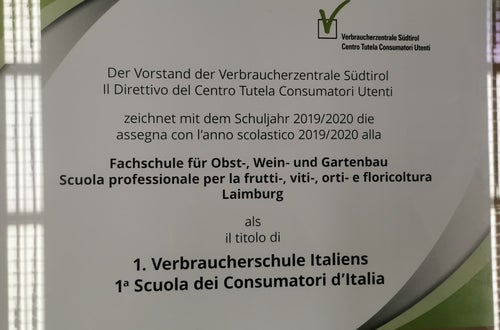 Verbraucherzentrale Südtirol
Centro Tutela Consumatori Utenti
Der Vorstand der Verbraucherzentrale Südtirol
Il Direttivo del Centro Tutela Consumatori Utenti
zeichnet mit dem Schuljahr 2019/2020 die
assegna con l'anno scolastico 2019/2020 alla
Fachschule für Obst-, Wein- und Gartenbau
Scuola professionale per la frutti-, viti-, orti- e floricoltura
Laimburg
als
il titolo di
1. Verbraucherschule Italiens
1ª Scuola dei Consumatori d'Italia